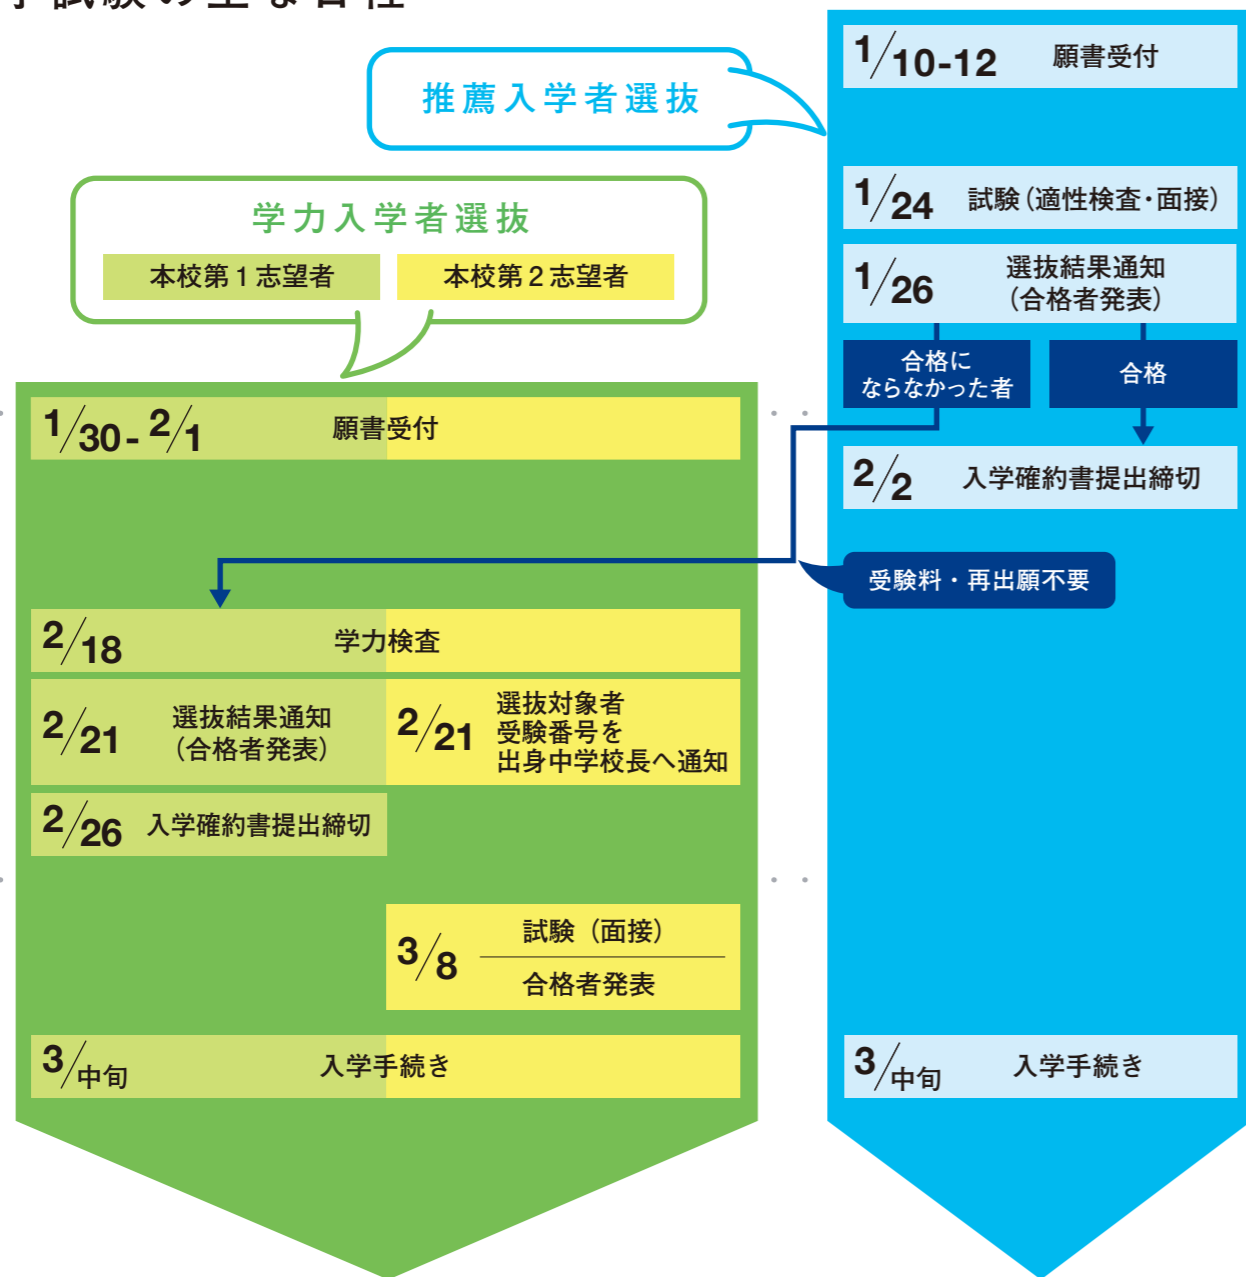 推薦入学者選抜
1/10-12 願書受付
1/24 試験（適性検査・面接）
1/26 選抜結果通知
（合格者発表）
合格に
ならなかった者
合格
2/2 入学確約書提出締切
受験料・再出願不要
3/中旬 入学手続き
学力入学者選抜
本校第1志望者
本校第2志望者
1/30-2/1 願書受付
2/18 学力検査
2/21 選抜結果通知
（合格者発表）
2/21 選抜対象者
受験番号を
出身中学校長へ通知
2/26 入学確約書提出締切
3/8 試験（面接）
合格者発表
3/中旬 入学手続き